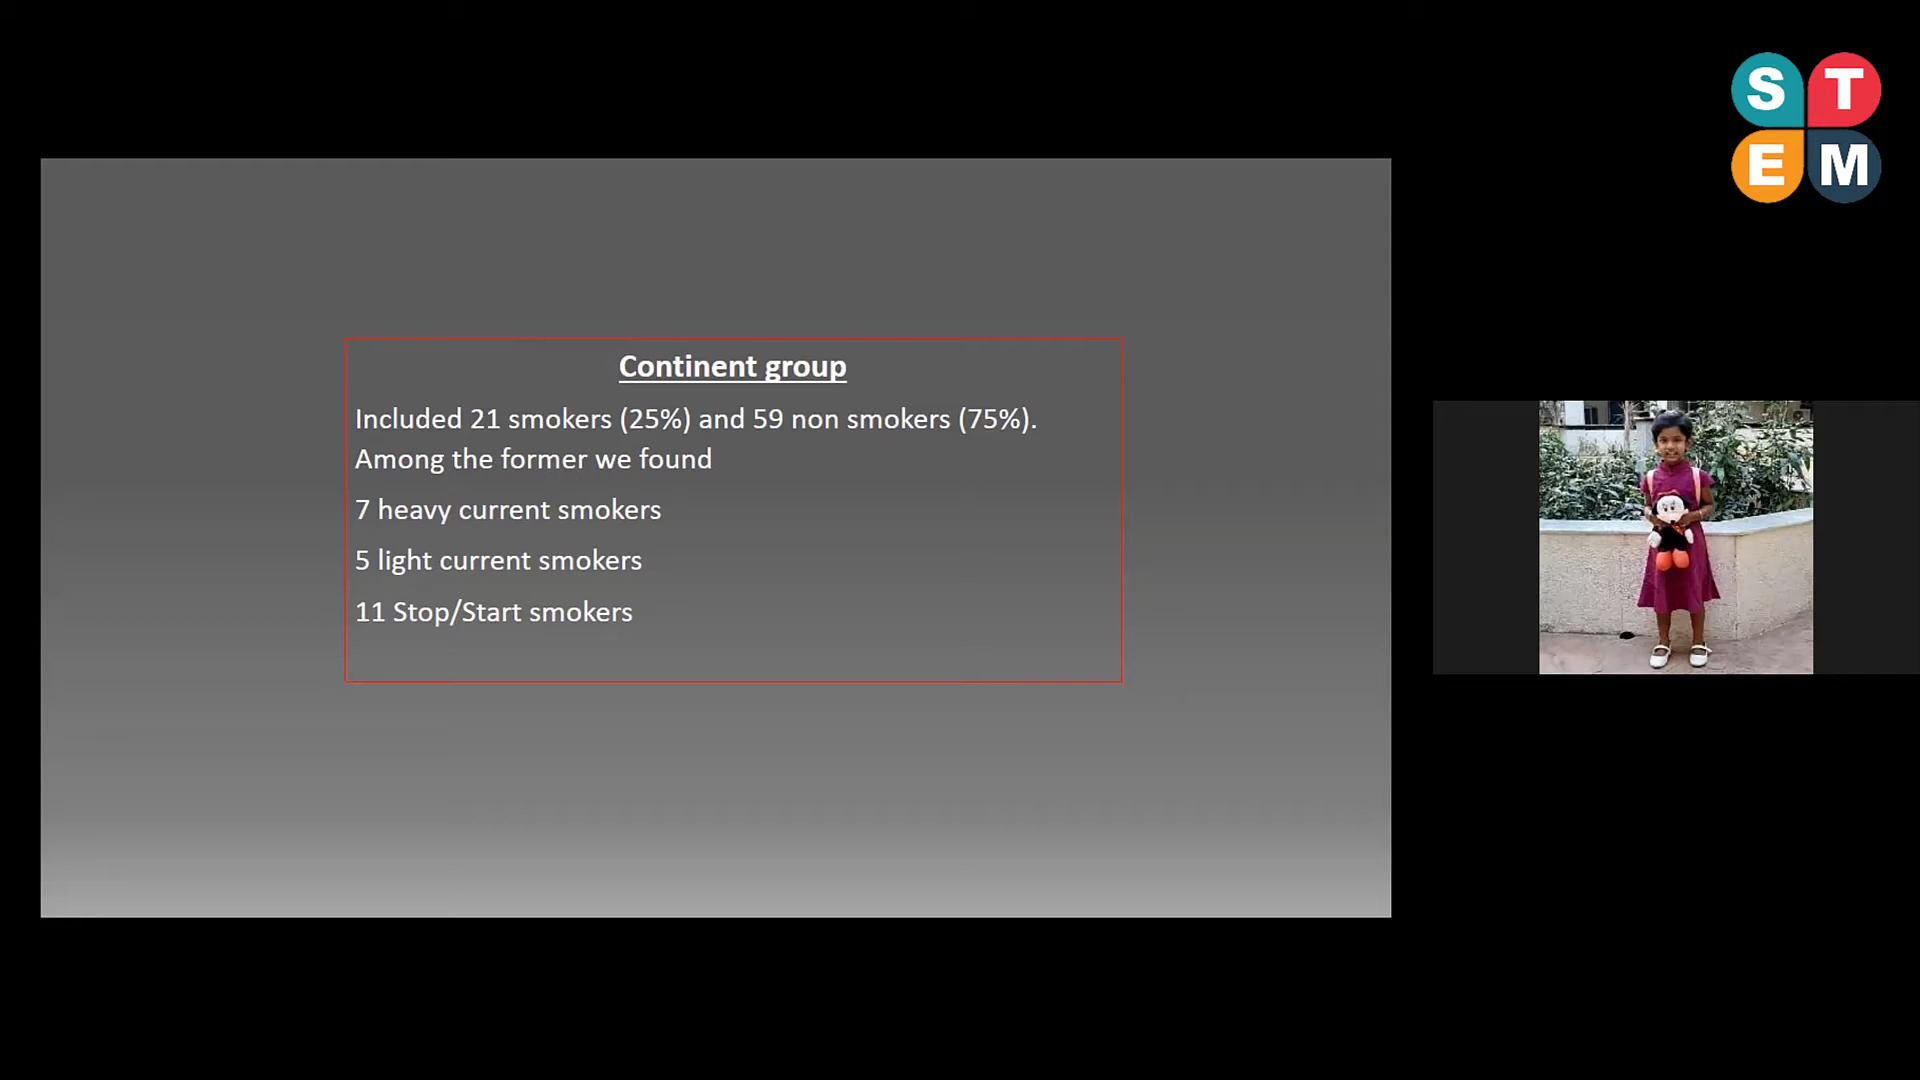 S T
E M
Continent group
Included 21 smokers (25%) and 59 non smokers (75%).
Among the former we found
7 heavy current smokers
5 light current smokers
11 Stop/Start smokers